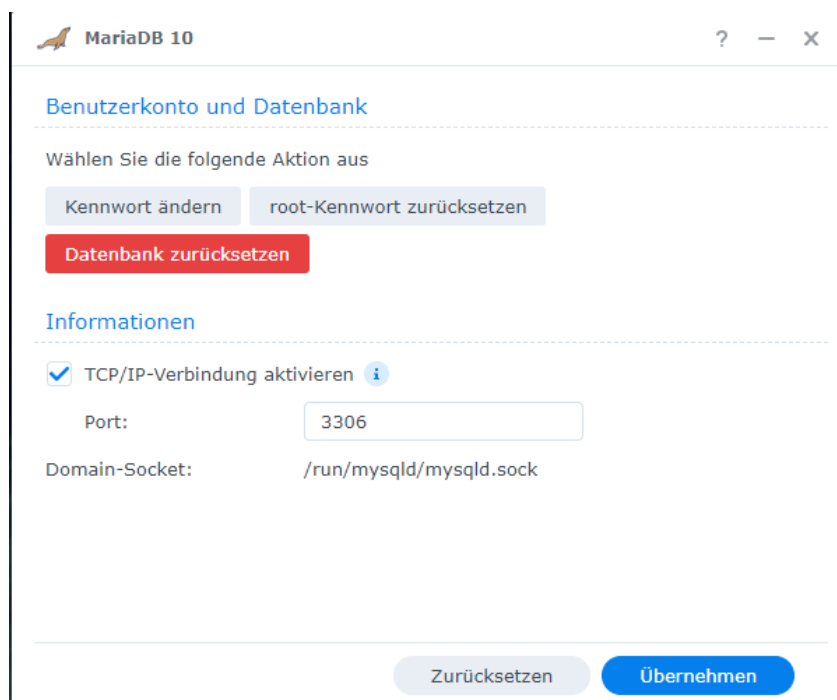 MariaDB 10
? — X
Benutzerkonto und Datenbank
Wählen Sie die folgende Aktion aus
Kennwort ändern root-Kennwort zurücksetzen
Datenbank zurücksetzen
Informationen
TCP/IP-Verbindung aktivieren i
Port: 3306
Domain-Socket: /run/mysqld/mysqld.sock
Zurücksetzen Übernehmen